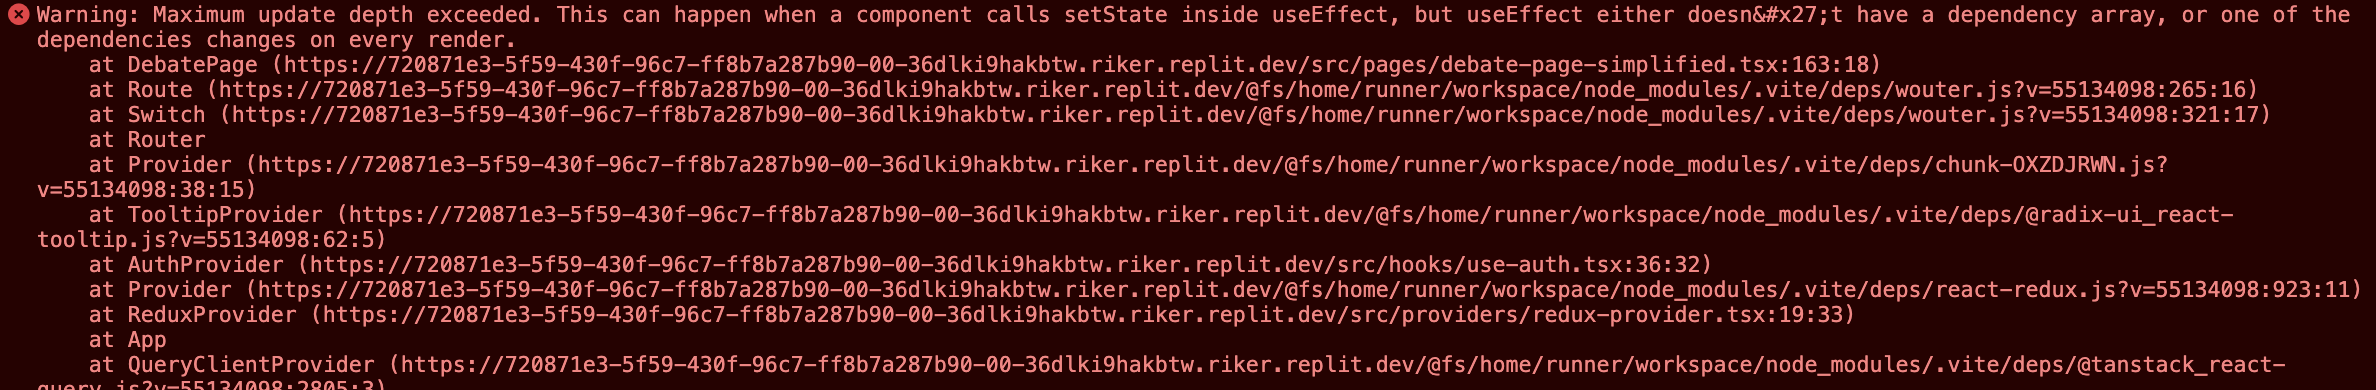 Warning: Maximum update depth exceeded. This can happen when a component calls setState inside useEffect, but useEffect either doesn&#x27;t have a dependency array, or one of the
dependencies changes on every render.
    at DebatePage (https://720871e3-5f59-430f-96c7-ff8b7a287b90-00-36dlki9hakbtw.riker.replit.dev/src/pages/debate-page-simplified.tsx:163:18)
    at Route (https://720871e3-5f59-430f-96c7-ff8b7a287b90-00-36dlki9hakbtw.riker.replit.dev/@fs/home/runner/workspace/node_modules/.vite/deps/wouter.js?v=55134098:265:16)
    at Switch (https://720871e3-5f59-430f-96c7-ff8b7a287b90-00-36dlki9hakbtw.riker.replit.dev/@fs/home/runner/workspace/node_modules/.vite/deps/wouter.js?v=55134098:321:17)
    at Router
    at Provider (https://720871e3-5f59-430f-96c7-ff8b7a287b90-00-36dlki9hakbtw.riker.replit.dev/@fs/home/runner/workspace/node_modules/.vite/deps/chunk-OXZDJRWN.js?
v=55134098:38:15)
    at TooltipProvider (https://720871e3-5f59-430f-96c7-ff8b7a287b90-00-36dlki9hakbtw.riker.replit.dev/@fs/home/runner/workspace/node_modules/.vite/deps/@radix-ui_react-
tooltip.js?v=55134098:62:5)
    at AuthProvider (https://720871e3-5f59-430f-96c7-ff8b7a287b90-00-36dlki9hakbtw.riker.replit.dev/src/hooks/use-auth.tsx:36:32)
    at Provider (https://720871e3-5f59-430f-96c7-ff8b7a287b90-00-36dlki9hakbtw.riker.replit.dev/@fs/home/runner/workspace/node_modules/.vite/deps/react-redux.js?v=55134098:923:11)
    at ReduxProvider (https://720871e3-5f59-430f-96c7-ff8b7a287b90-00-36dlki9hakbtw.riker.replit.dev/src/providers/redux-provider.tsx:19:33)
    at App
    at QueryClientProvider (https://720871e3-5f59-430f-96c7-ff8b7a287b90-00-36dlki9hakbtw.riker.replit.dev/@fs/home/runner/workspace/node_modules/.vite/deps/@tanstack_react-
query.js?v=55134098:2805:3)